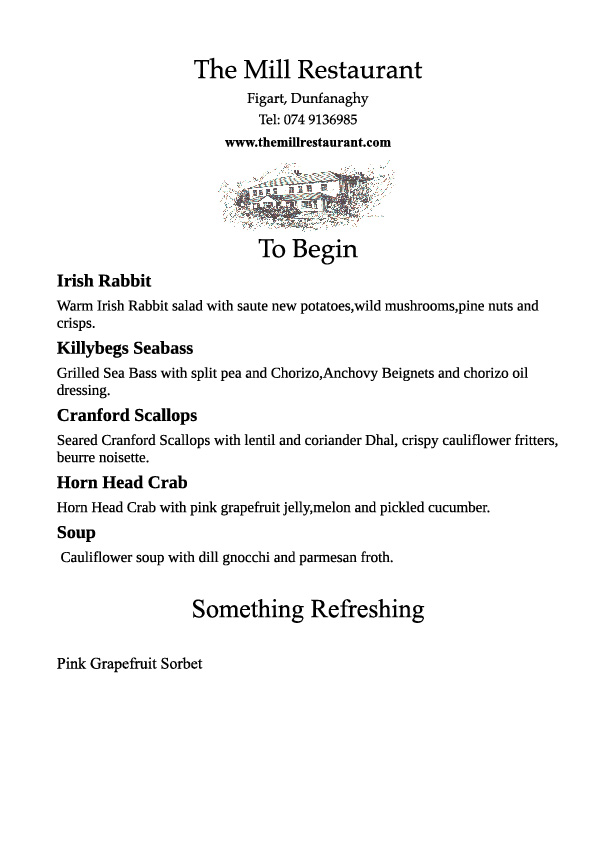 The Mill Restaurant
Figart, Dunfanaghy
Tel: 074 9136985
www.themillrestaurant.com
To Begin
Irish Rabbit
Warm Irish Rabbit salad with saute new potatoes,wild mushrooms,pine nuts and
crisps.
Killybegs Seabass
Grilled Sea Bass with split pea and Chorizo,Anchovy Beignets and chorizo oil
dressing.
Cranford Scallops
Seared Cranford Scallops with lentil and coriander Dhal, crispy cauliflower fritters,
beurre noisette.
Horn Head Crab
Horn Head Crab with pink grapefruit jelly,melon and pickled cucumber.
Soup
Cauliflower soup with dill gnocchi and parmesan froth.
Something Refreshing
Pink Grapefruit Sorbet